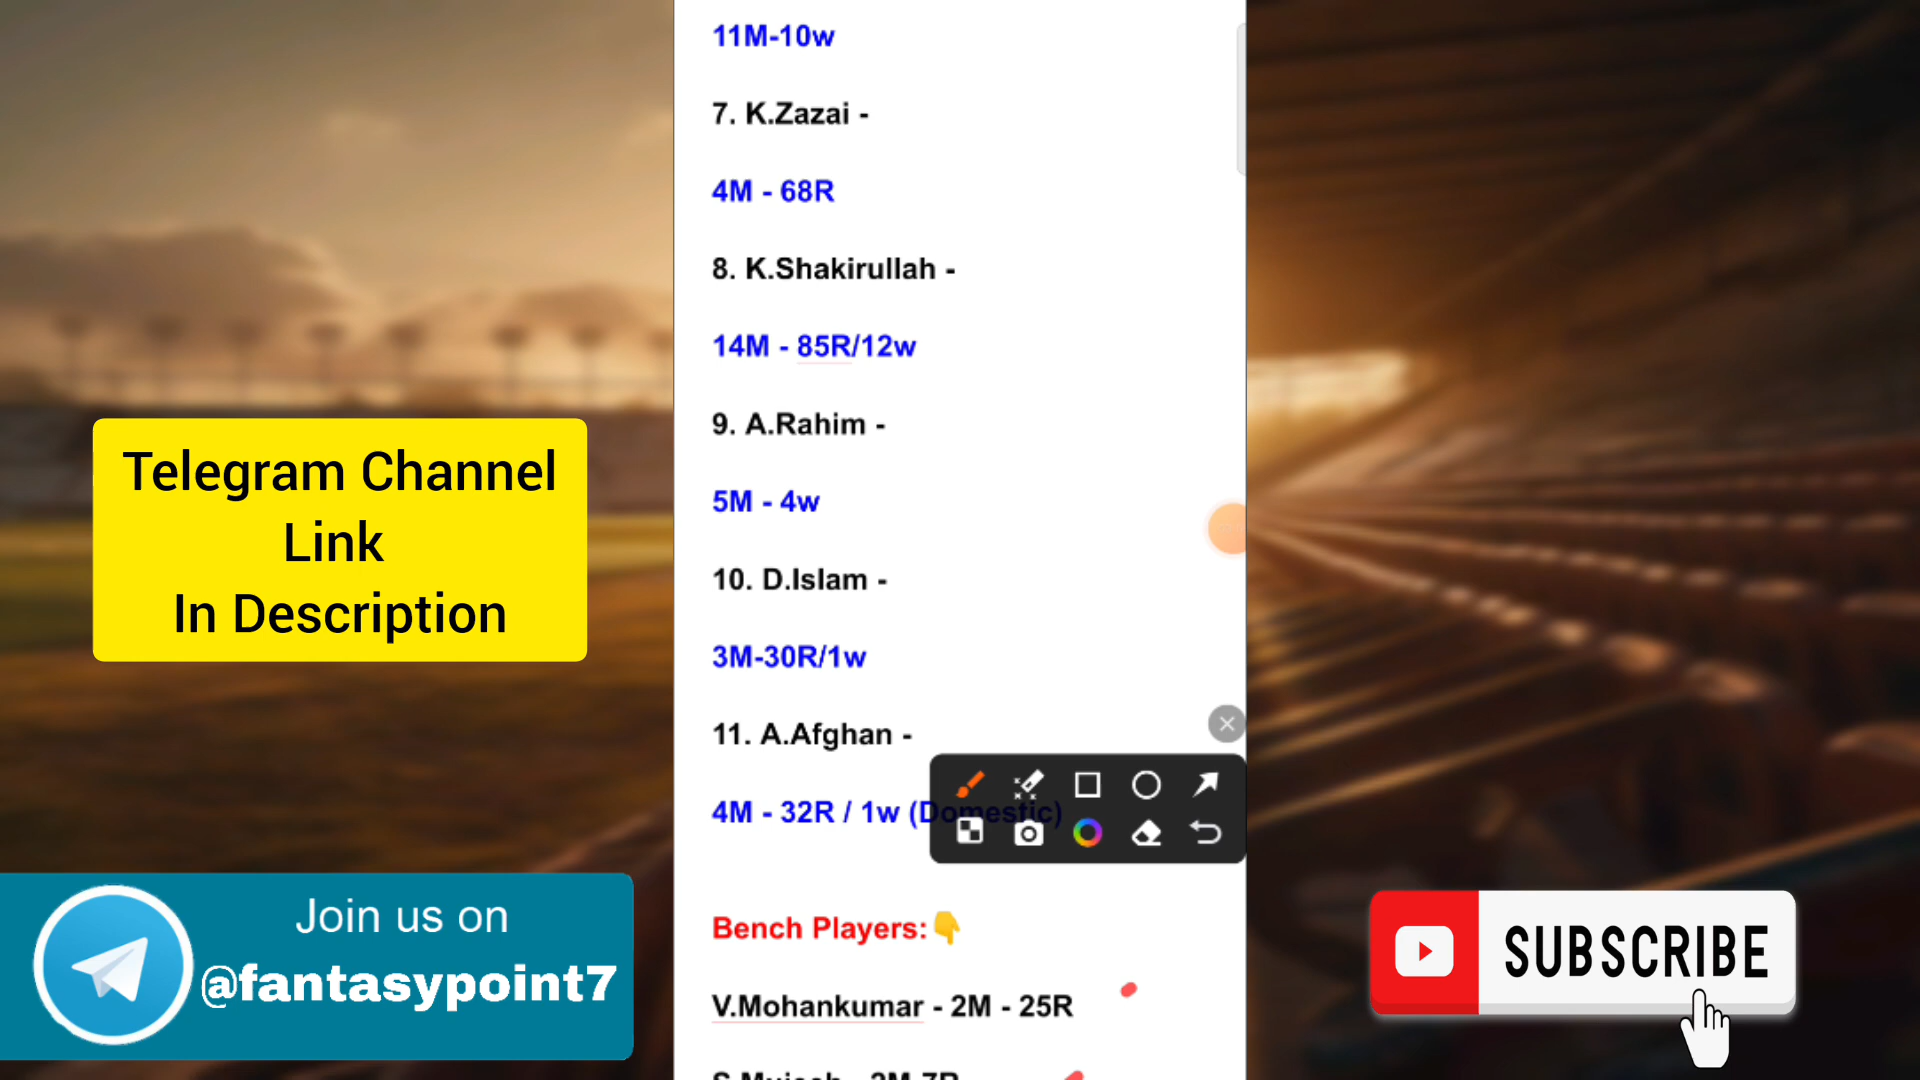 11M-10w
7. K.Zazai -
4M - 68R
8. K.Shakirullah -
14M - 85R/12w
9. A.Rahim -
5M - 4w
10. D.Islam -
3M-30R/1w
11. A.Afghan -
4M - 32R / 1w (Domestic)
Bench Players:👇
V.Mohankumar - 2M - 25R
Telegram Channel
Link
In Description
Join us on
@fantasypoint7
SUBSCRIBE